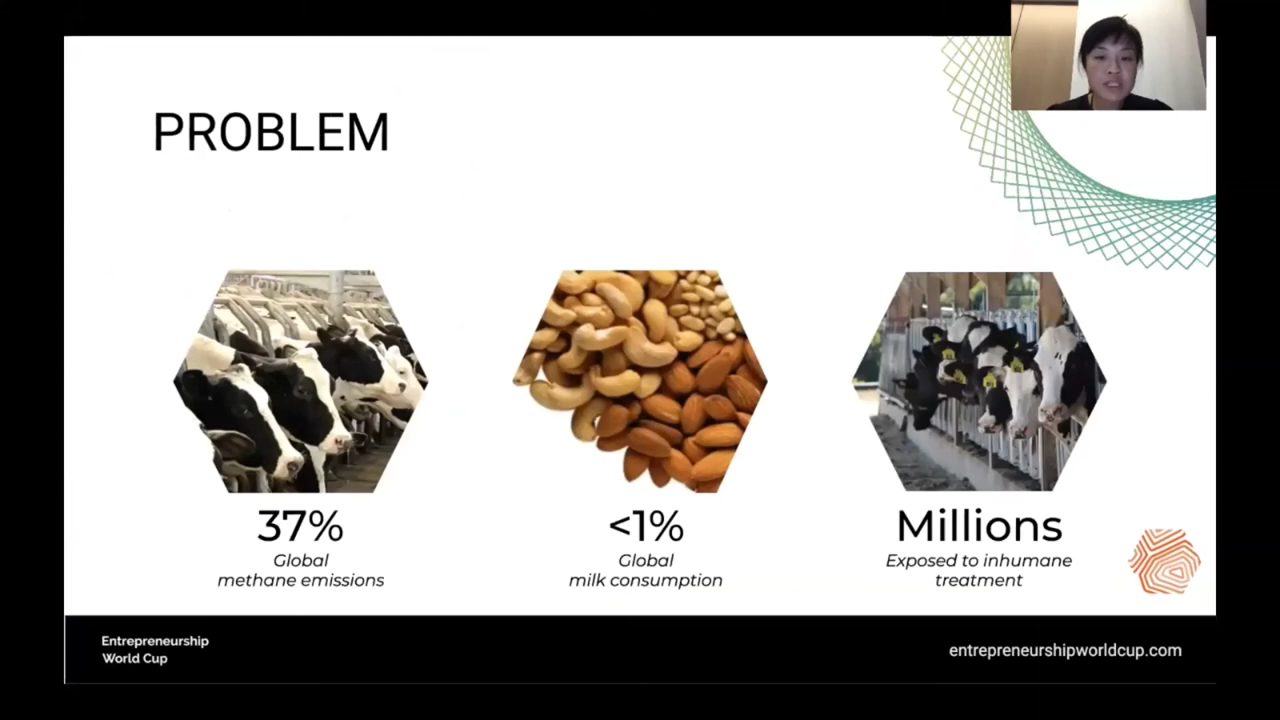 PROBLEM
37%
Global
methane emissions
<1%
Global
milk consumption
Millions
Exposed to inhumane
treatment
Entrepreneurship
World Cup
entrepreneurshipworldcup.com